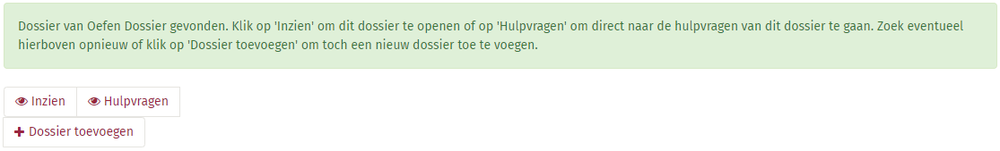 Dossier van Oefen Dossier gevonden. Klik op 'Inzien' om dit dossier te openen of op 'Hulpvragen' om direct naar de hulpvragen van dit dossier te gaan. Zoek eventueel
hierboven opnieuw of klik op 'Dossier toevoegen' om toch een nieuw dossier toe te voegen.
Inzien Hulpvragen
Dossier toevoegen